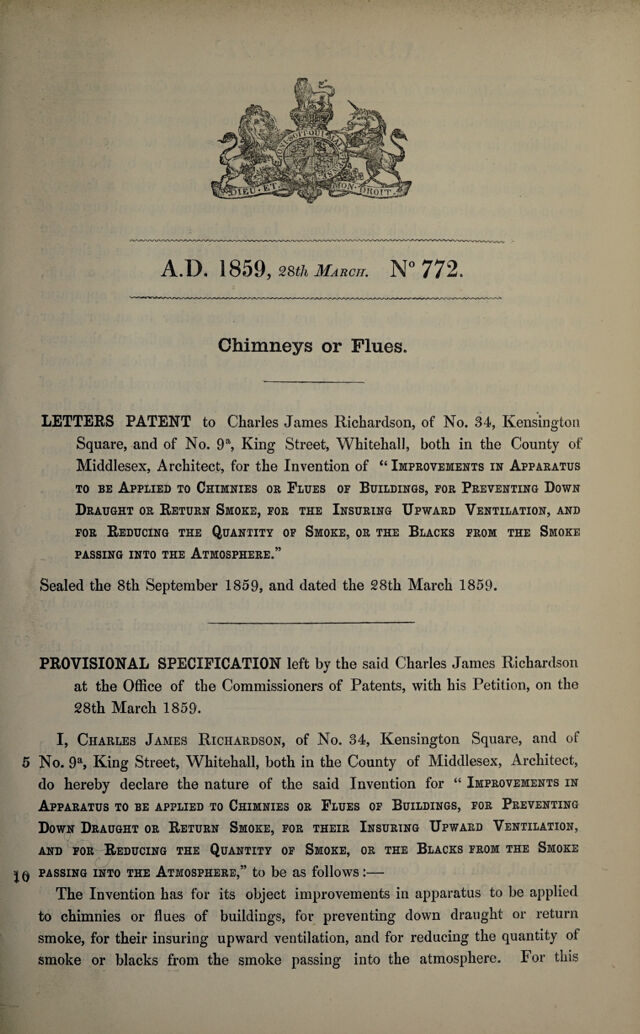 DIEU · ET · MON · DROIT
A.D. 1859, 28th MARCH. Nº 772.
Chimneys or Flues.
LETTERS PATENT to Charles James Richardson, of No. 34, Kensington
Square, and of No. 9ª, King Street, Whitehall, both in the County of
Middlesex, Architect, for the Invention of “ IMPROVEMENTS IN APPARATUS
TO BE APPLIED TO CHIMNIES OR FLUES OF BUILDINGS, FOR PREVENTING DOWN
DRAUGHT OR RETURN SMOKE, FOR THE INSURING UPWARD VENTILATION, AND
FOR REDUCING THE QUANTITY OF SMOKE, OR THE BLACKS FROM THE SMOKE
PASSING INTO THE ATMOSPHERE.”
Sealed the 8th September 1859, and dated the 28th March 1859.
PROVISIONAL SPECIFICATION left by the said Charles James Richardson
at the Office of the Commissioners of Patents, with his Petition, on the
28th March 1859.
I, CHARLES JAMES RICHARDSON, of No. 34, Kensington Square, and of
5 No. 9ª, King Street, Whitehall, both in the County of Middlesex, Architect,
do hereby declare the nature of the said Invention for “ IMPROVEMENTS IN
APPARATUS TO BE APPLIED TO CHIMNIES OR FLUES OF BUILDINGS, FOR PREVENTING
DOWN DRAUGHT OR RETURN SMOKE, FOR THEIR INSURING UPWARD VENTILATION,
AND FOR REDUCING THE QUANTITY OF SMOKE, OR THE BLACKS FROM THE SMOKE
10 PASSING INTO THE ATMOSPHERE,” to be as follows :—
The Invention has for its object improvements in apparatus to be applied
to chimnies or flues of buildings, for preventing down draught or return
smoke, for their insuring upward ventilation, and for reducing the quantity of
smoke or blacks from the smoke passing into the atmosphere. For this